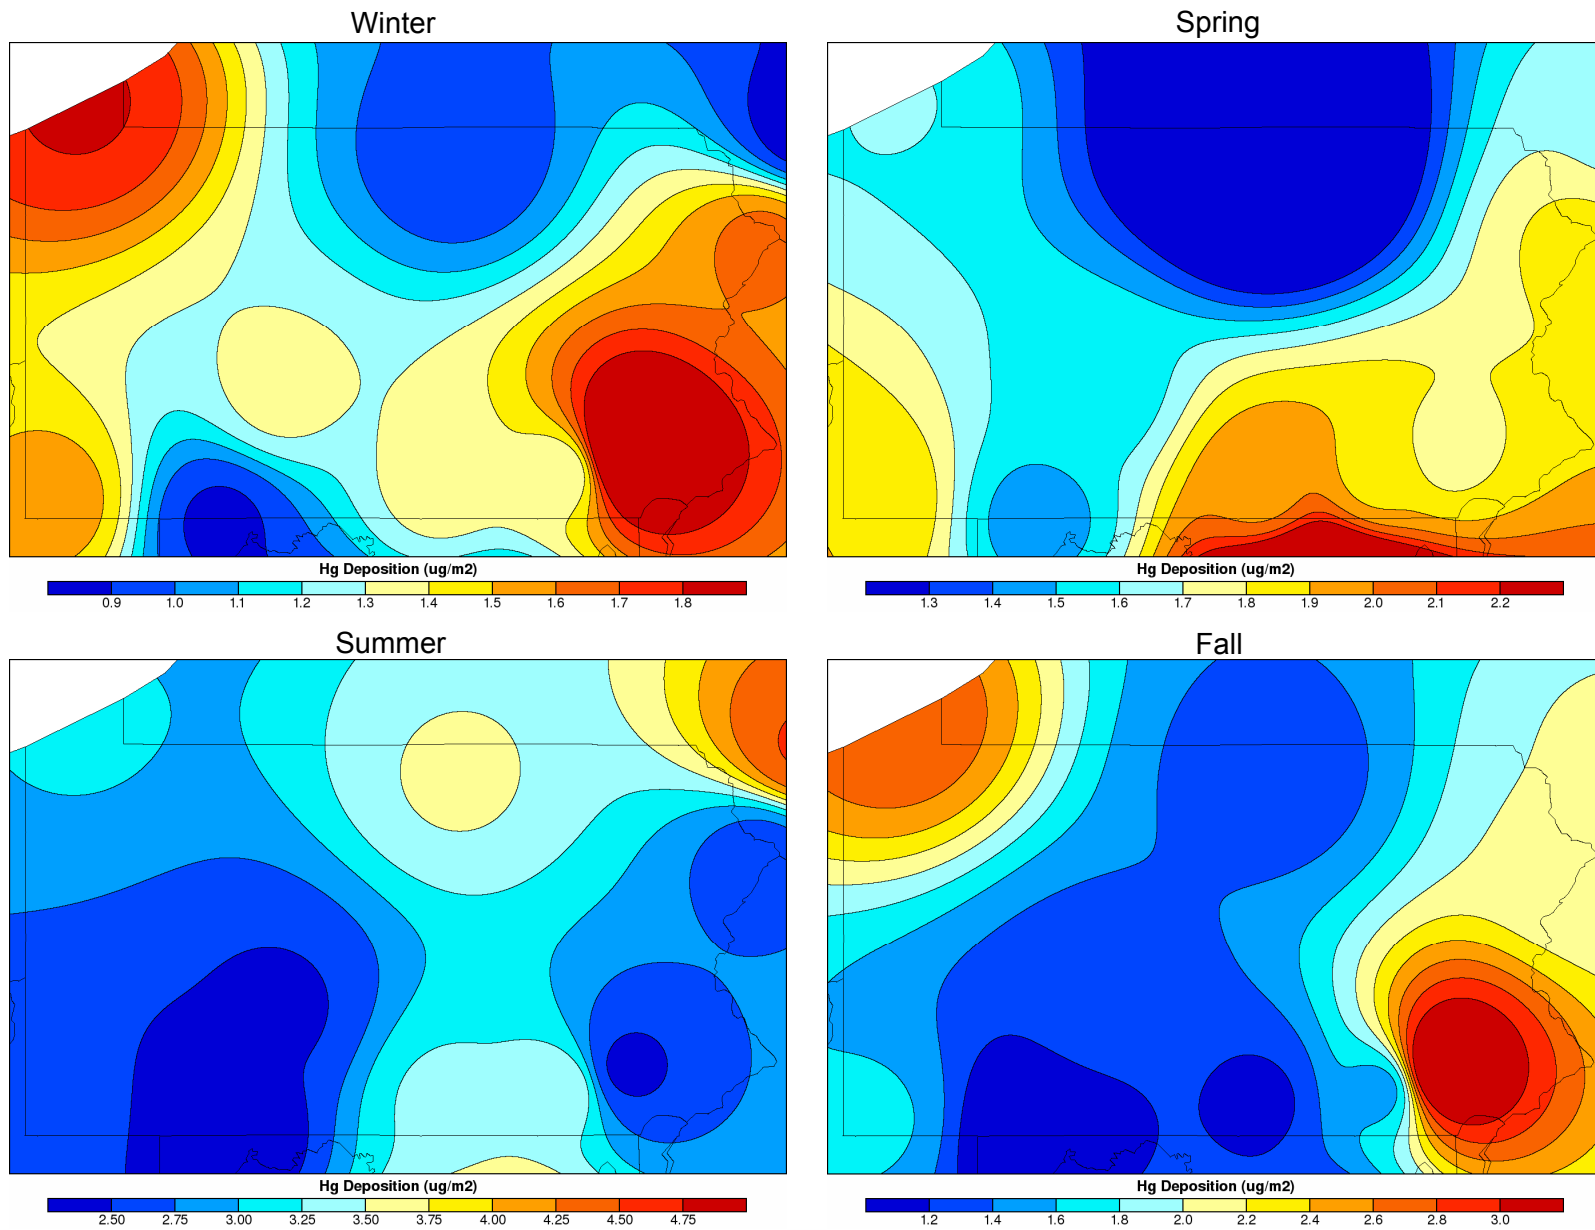 Winter
Spring
Hg Deposition (ug/m2)
0.9 1.0 1.1 1.2 1.3 1.4 1.5 1.6 1.7 1.8
Hg Deposition (ug/m2)
1.3 1.4 1.5 1.6 1.7 1.8 1.9 2.0 2.1 2.2
Summer
Fall
Hg Deposition (ug/m2)
2.50 2.75 3.00 3.25 3.50 3.75 4.00 4.25 4.50 4.75
Hg Deposition (ug/m2)
1.2 1.4 1.6 1.8 2.0 2.2 2.4 2.6 2.8 3.0